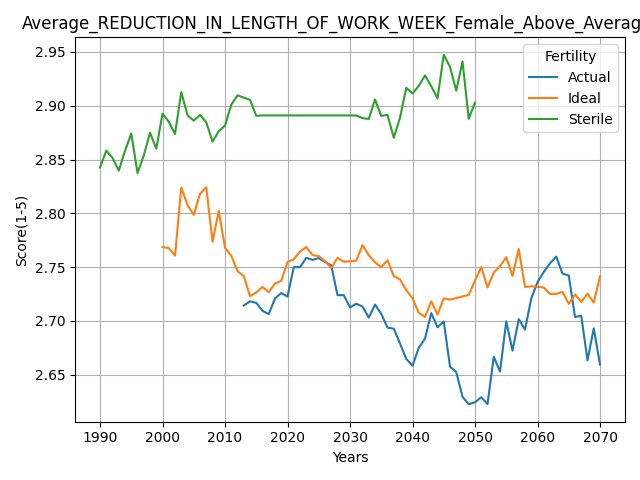 Average_REDUCTION_IN_LENGTH_OF_WORK_WEEK_Female_Above_Averag
Fertility
Actual
Ideal
Sterile
Score(1-5)
2.95
2.90
2.85
2.80
2.75
2.70
2.65
1990 2000 2010 2020 2030 2040 2050 2060 2070
Years